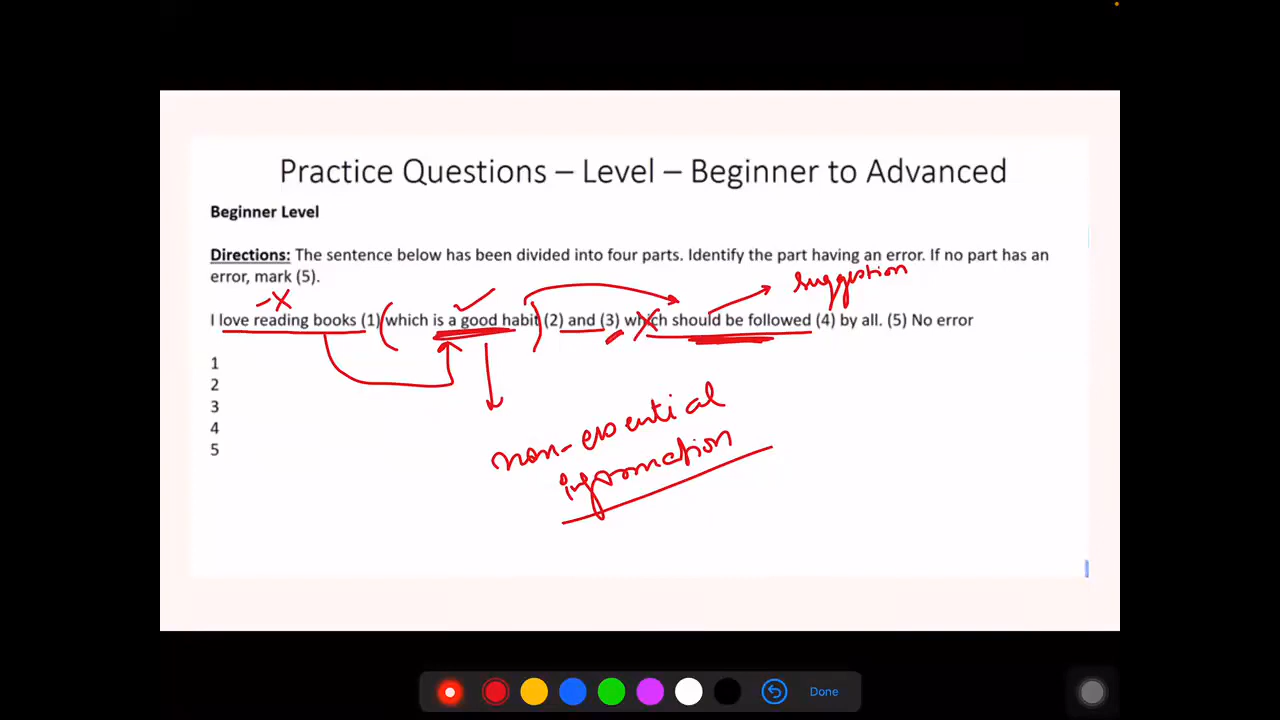 Practice Questions – Level – Beginner to Advanced
Beginner Level
Directions: The sentence below has been divided into four parts. Identify the part having an error. If no part has an
error, mark (5).
suggestion
I love reading books (1) (which is a good habit) (2) and (3) which should be followed (4) by all. (5) No error
1
2
3
4
5
non-essential
information
Done